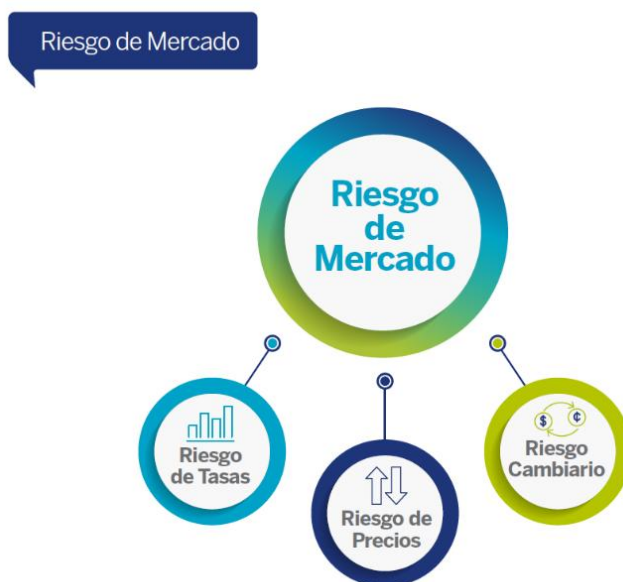 Riesgo de Mercado
Riesgo
de
Mercado
Riesgo
de Tasas
Riesgo de
Precios
$ ¢
Riesgo
Cambiario